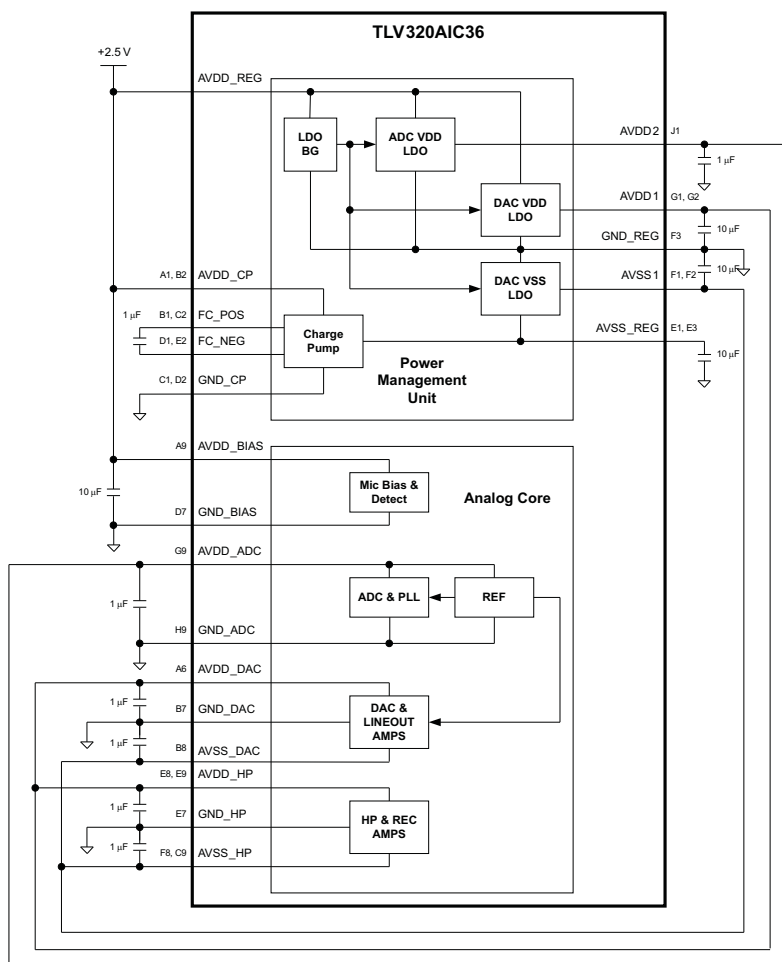 TLV320AIC36
+2.5 V
AVDD_REG
LDO
BG
ADC VDD
LDO
AVDD2 J1
1 μF
DAC VDD
LDO
AVDD1 G1, G2
10 μF
GND_REG F3
10 μF
DAC VSS
LDO
AVSS1 F1, F2
A1, B2 AVDD_CP
1 μF
B1, C2 FC_POS
D1, E2 FC_NEG
Charge
Pump
AVSS_REG E1, E3
10 μF
C1, D2 GND_CP
Power
Management
Unit
A9 AVDD_BIAS
10 μF
Mic Bias &
Detect
Analog Core
D7 GND_BIAS
G9 AVDD_ADC
1 μF
ADC & PLL
REF
H9 GND_ADC
A6 AVDD_DAC
1 μF
B7 GND_DAC
DAC &
LINEOUT
AMPS
1 μF
B8 AVSS_DAC
E8, E9 AVDD_HP
1 μF
E7 GND_HP
HP & REC
AMPS
1 μF
F8, C9 AVSS_HP